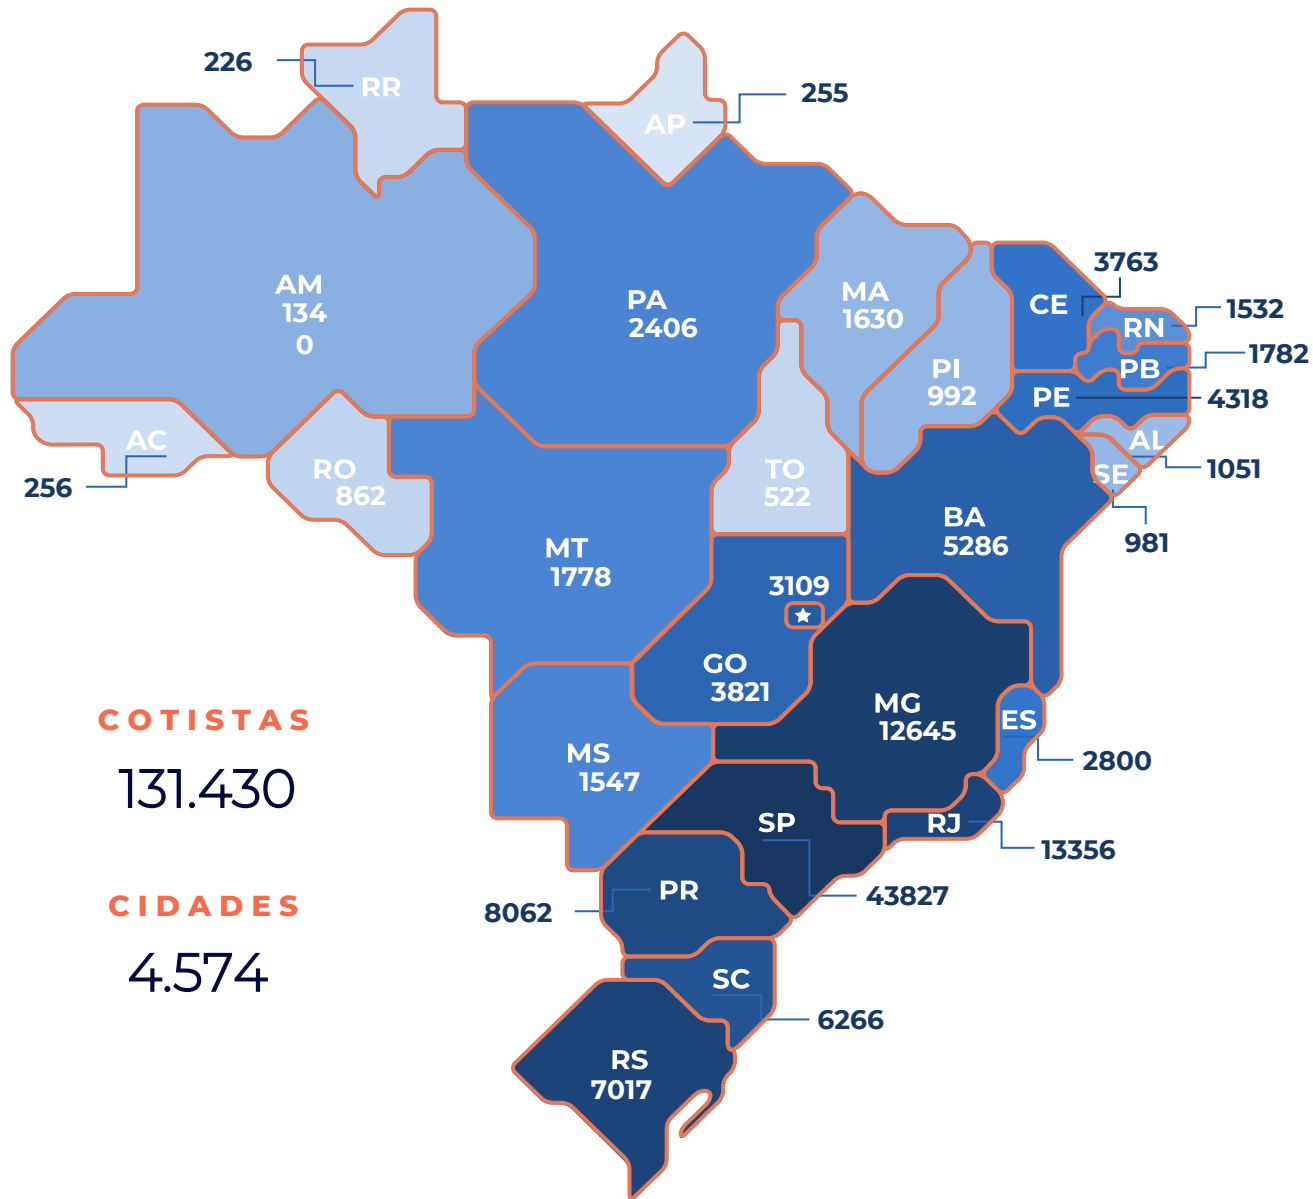 226
RR
255
AP
AM
134
0
PA
2406
MA
1630
3763
CE
1532
RN
1782
PB
PI
992
PE
4318
AC
256
RO
862
TO
522
AL
1051
SE
981
BA
5286
MT
1778
3109
GO
3821
MG
12645
ES
2800
MS
1547
COTISTAS
131.430
SP
43827
RJ
13356
PR
8062
CIDADES
4.574
SC
6266
RS
7017